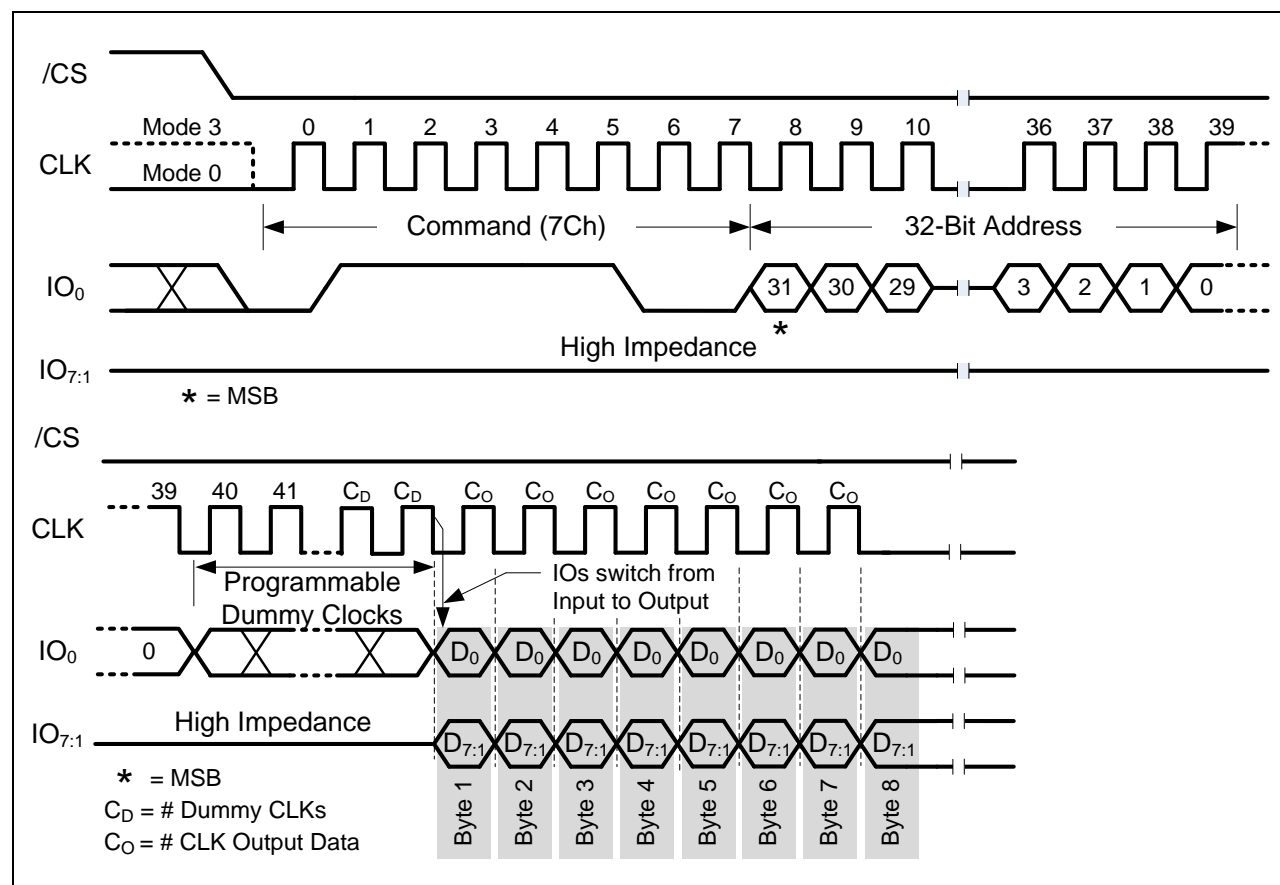 /CS
Mode 3 0 1 2 3 4 5 6 7 8 9 10 36 37 38 39
CLK
Mode 0
Command (7Ch) 32-Bit Address
IO0 31 30 29 3 2 1 0
*
High Impedance
IO7:1
* = MSB
/CS
39 40 41 CD CD CO CO CO CO CO CO CO
CLK
Programmable
Dummy Clocks
IOs switch from
Input to Output
IO0 0 D0 D0 D0 D0 D0 D0 D0 D0
High Impedance
IO7:1 D7:1 D7:1 D7:1 D7:1 D7:1 D7:1 D7:1 D7:1
* = MSB
CD = # Dummy CLKs
CO = # CLK Output Data
Byte 1 Byte 2 Byte 3 Byte 4 Byte 5 Byte 6 Byte 7 Byte 8